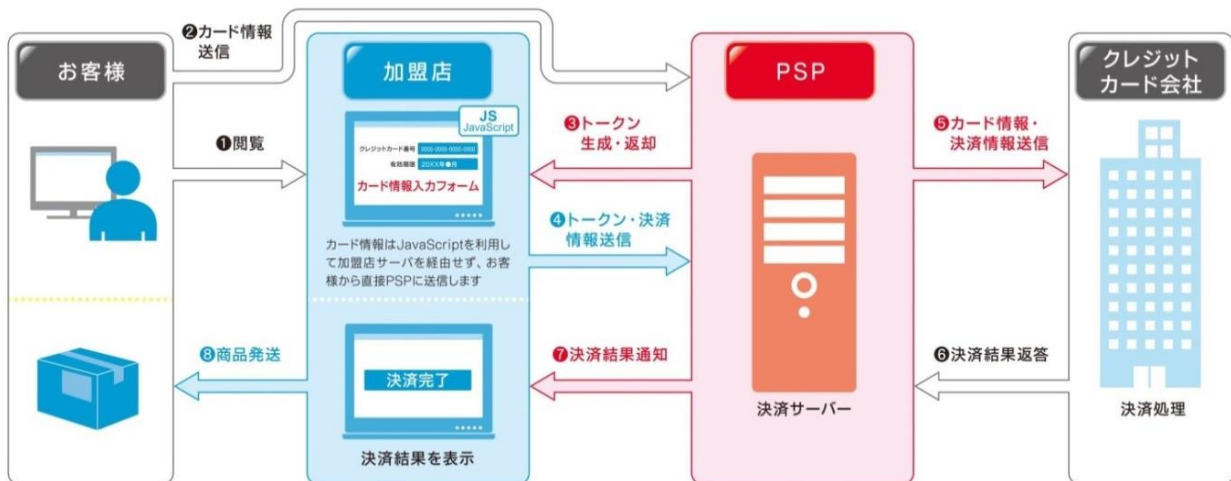 ❷カード情報
送信
お客様
加盟店
PSP
クレジット
カード会社
❶閲覧
JS
JavaScript
クレジットカード番号 0000-0000-0000-0000
有効期限 20XX年●月
カード情報入力フォーム
カード情報はJavaScriptを利用し
て加盟店サーバを経由せず、お客
様から直接PSPに送信します
❸トークン
生成・返却
❹トークン・決済
情報送信
❺カード情報・
決済情報送信
❽商品発送
決済完了
決済結果を表示
❼決済結果通知
決済サーバー
❻決済結果返答
決済処理